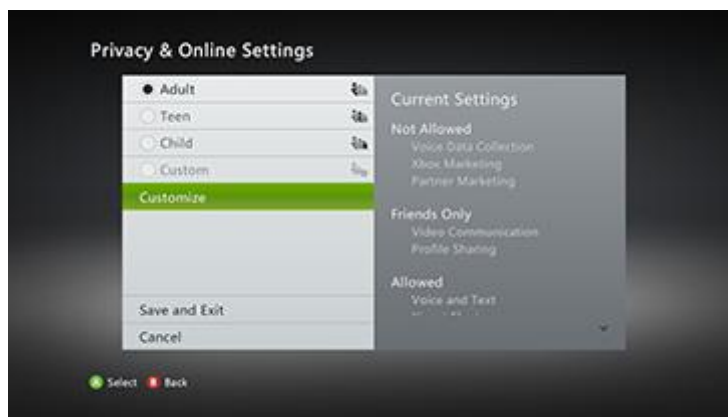 Privacy & Online Settings
Adult
Teen
Child
Custom
Customize
Save and Exit
Cancel
Current Settings
Not Allowed
Voice Data Collection
Xbox Marketing
Partner Marketing
Friends Only
Video Communication
Profile Sharing
Allowed
Voice and Text
A Select B Back